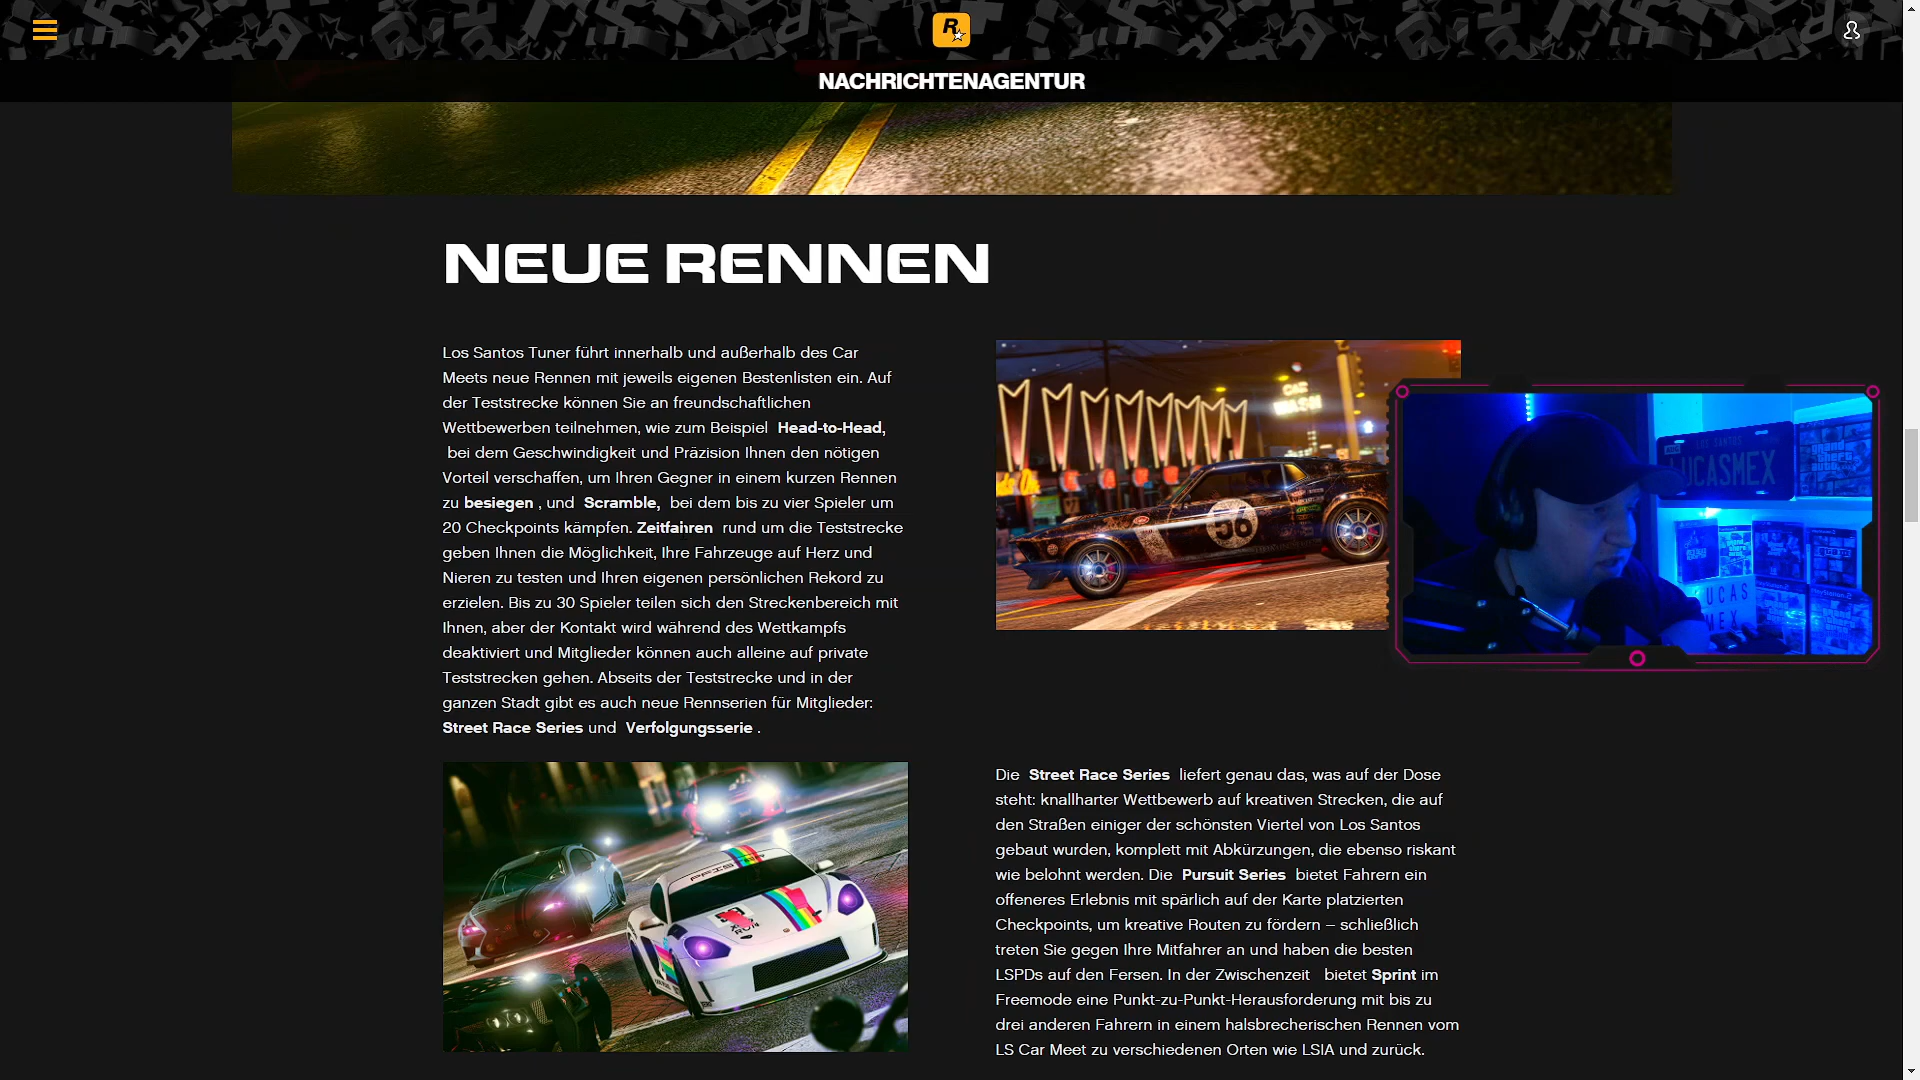 NACHRICHTENAGENTUR
NEUE RENNEN
Los Santos Tuner führt innerhalb und außerhalb des Car
Meets neue Rennen mit jeweils eigenen Bestenlisten ein. Auf
der Teststrecke können Sie an freundschaftlichen
Wettbewerben teilnehmen, wie zum Beispiel Head-to-Head,
bei dem Geschwindigkeit und Präzision Ihnen den nötigen
Vorteil verschaffen, um Ihren Gegner in einem kurzen Rennen
zu besiegen , und Scramble, bei dem bis zu vier Spieler um
20 Checkpoints kämpfen. Zeitfahren rund um die Teststrecke
geben Ihnen die Möglichkeit, Ihre Fahrzeuge auf Herz und
Nieren zu testen und Ihren eigenen persönlichen Rekord zu
erzielen. Bis zu 30 Spieler teilen sich den Streckenbereich mit
Ihnen, aber der Kontakt wird während des Wettkampfs
deaktiviert und Mitglieder können auch alleine auf private
Teststrecken gehen. Abseits der Teststrecke und in der
ganzen Stadt gibt es auch neue Rennserien für Mitglieder:
Street Race Series und Verfolgungsserie .
CAR
WASH
56
LOS SANTOS
LUCASMEX
LUCAS
MEX
Die Street Race Series liefert genau das, was auf der Dose
steht: knallharter Wettbewerb auf kreativen Strecken, die auf
den Straßen einiger der schönsten Viertel von Los Santos
gebaut wurden, komplett mit Abkürzungen, die ebenso riskant
wie belohnt werden. Die Pursuit Series bietet Fahrern ein
offeneres Erlebnis mit spärlich auf der Karte platzierten
Checkpoints, um kreative Routen zu fördern – schließlich
treten Sie gegen Ihre Mitfahrer an und haben die besten
LSPDs auf den Fersen. In der Zwischenzeit bietet Sprint im
Freemode eine Punkt-zu-Punkt-Herausforderung mit bis zu
drei anderen Fahrern in einem halsbrecherischen Rennen vom
LS Car Meet zu verschiedenen Orten wie LSIA und zurück.